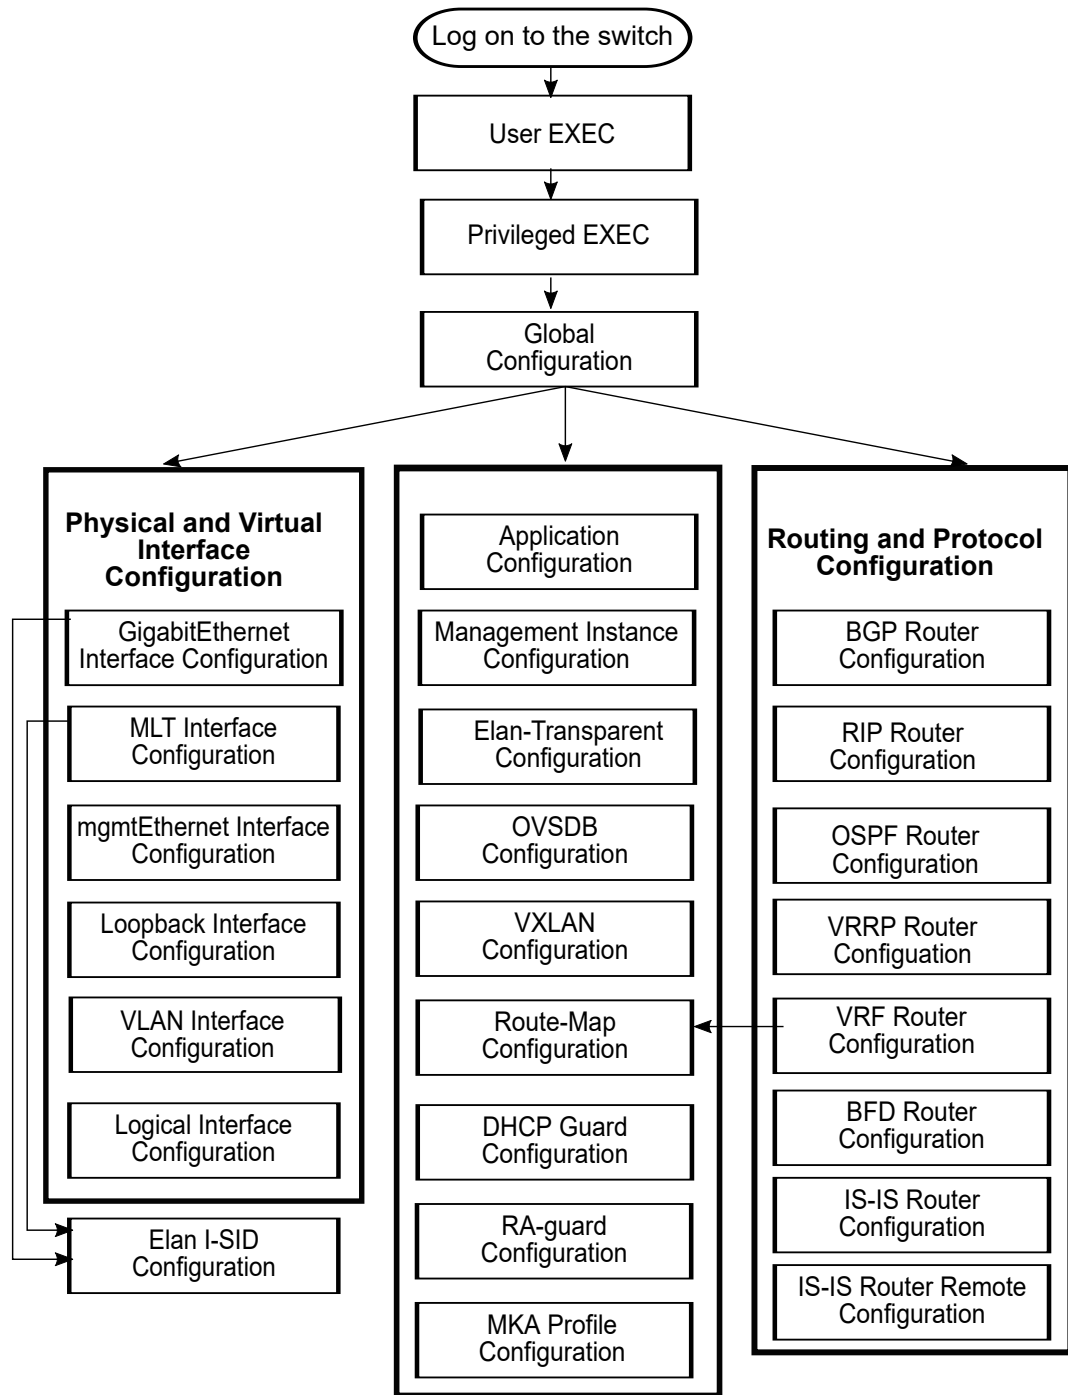 Log on to the switch
User EXEC
Privileged EXEC
Global
Configuration
Physical and Virtual
Interface
Configuration
GigabitEthernet
Interface Configuration
MLT Interface
Configuration
mgmtEthernet Interface
Configuration
Loopback Interface
Configuration
VLAN Interface
Configuration
Logical Interface
Configuration
Elan I-SID
Configuration
Application
Configuration
Management Instance
Configuration
Elan-Transparent
Configuration
OVSDB
Configuration
VXLAN
Configuration
Route-Map
Configuration
DHCP Guard
Configuration
RA-guard
Configuration
MKA Profile
Configuration
Routing and Protocol
Configuration
BGP Router
Configuration
RIP Router
Configuration
OSPF Router
Configuration
VRRP Router
Configuation
VRF Router
Configuration
BFD Router
Configuration
IS-IS Router
Configuration
IS-IS Router Remote
Configuration